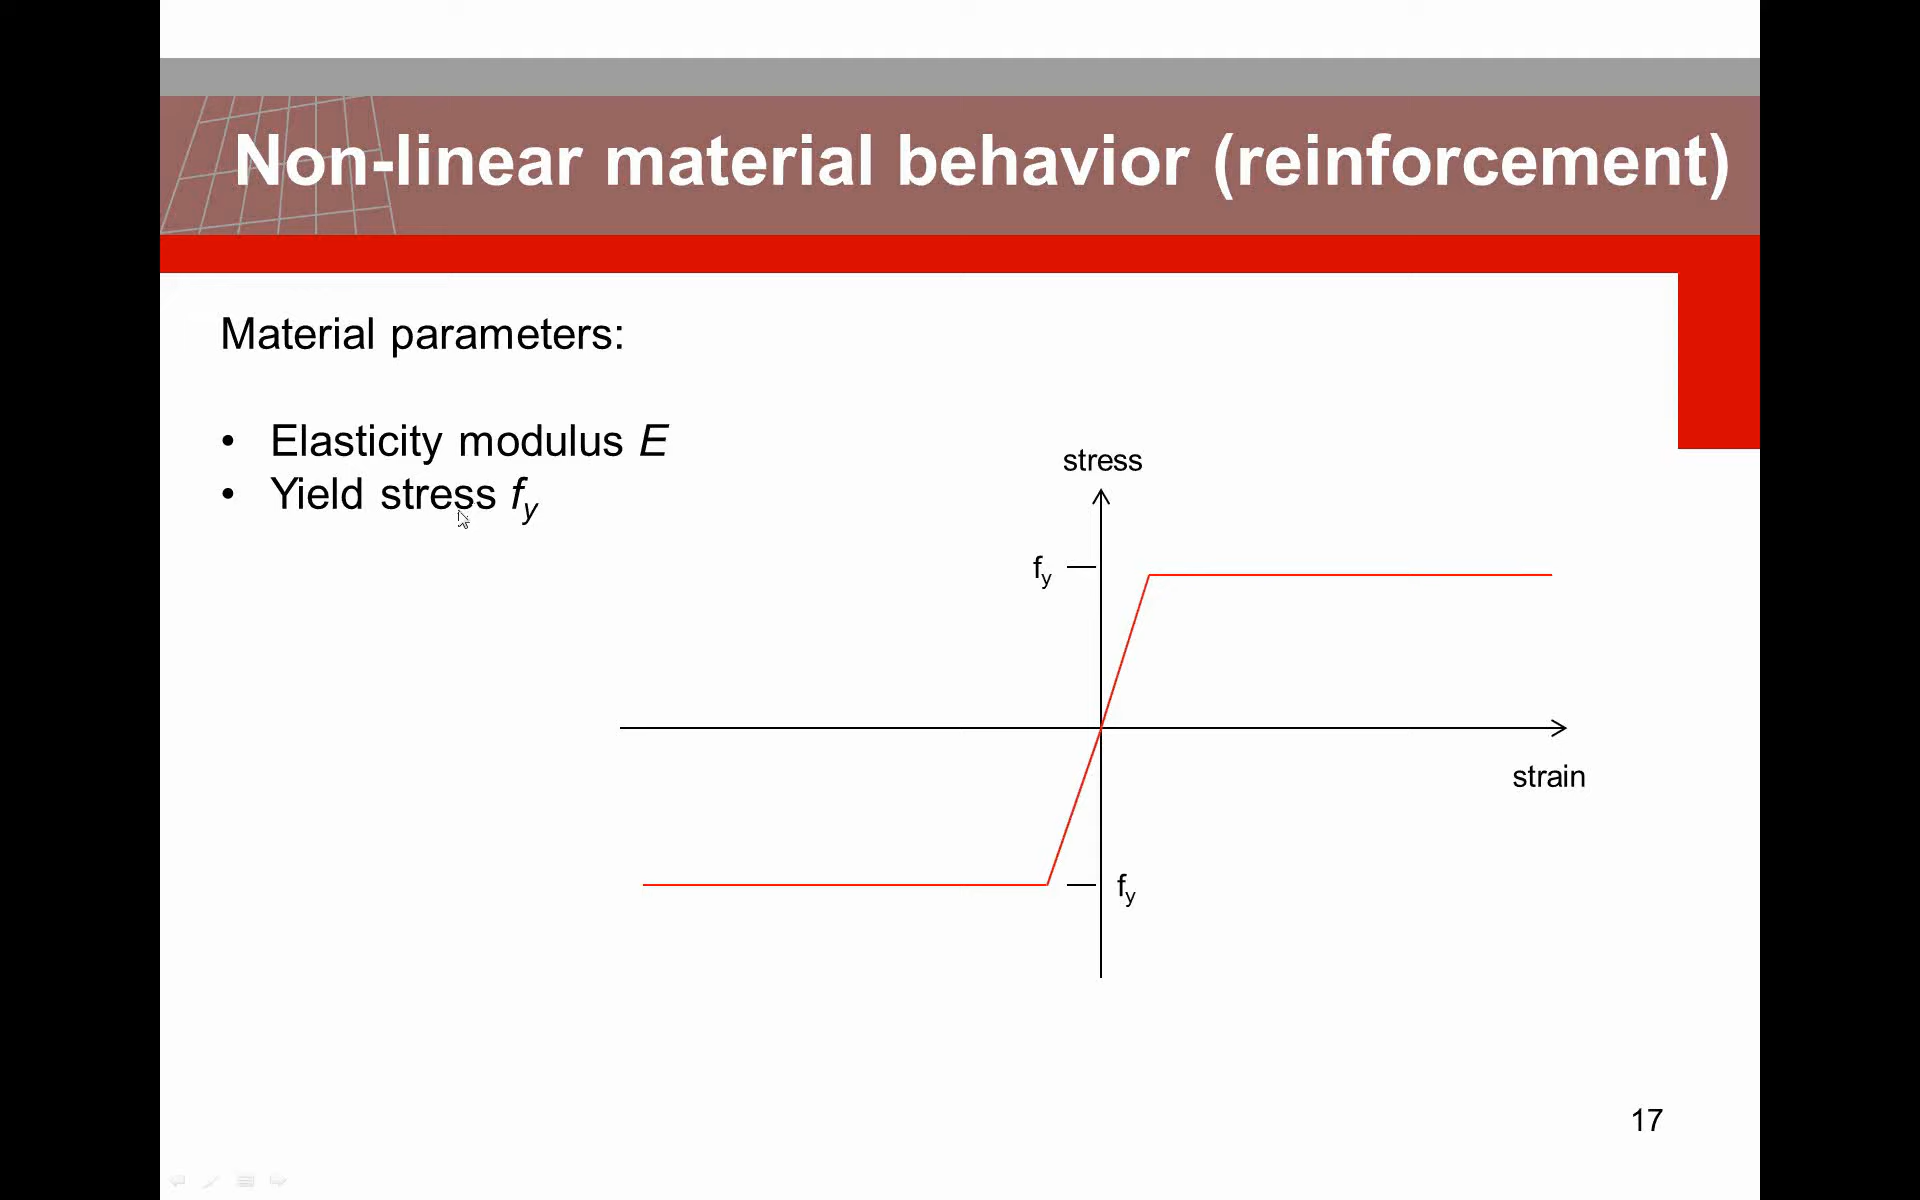 Non-linear material behavior (reinforcement)
Material parameters:
• Elasticity modulus E
• Yield stress fy
stress
fy
strain
fy
17